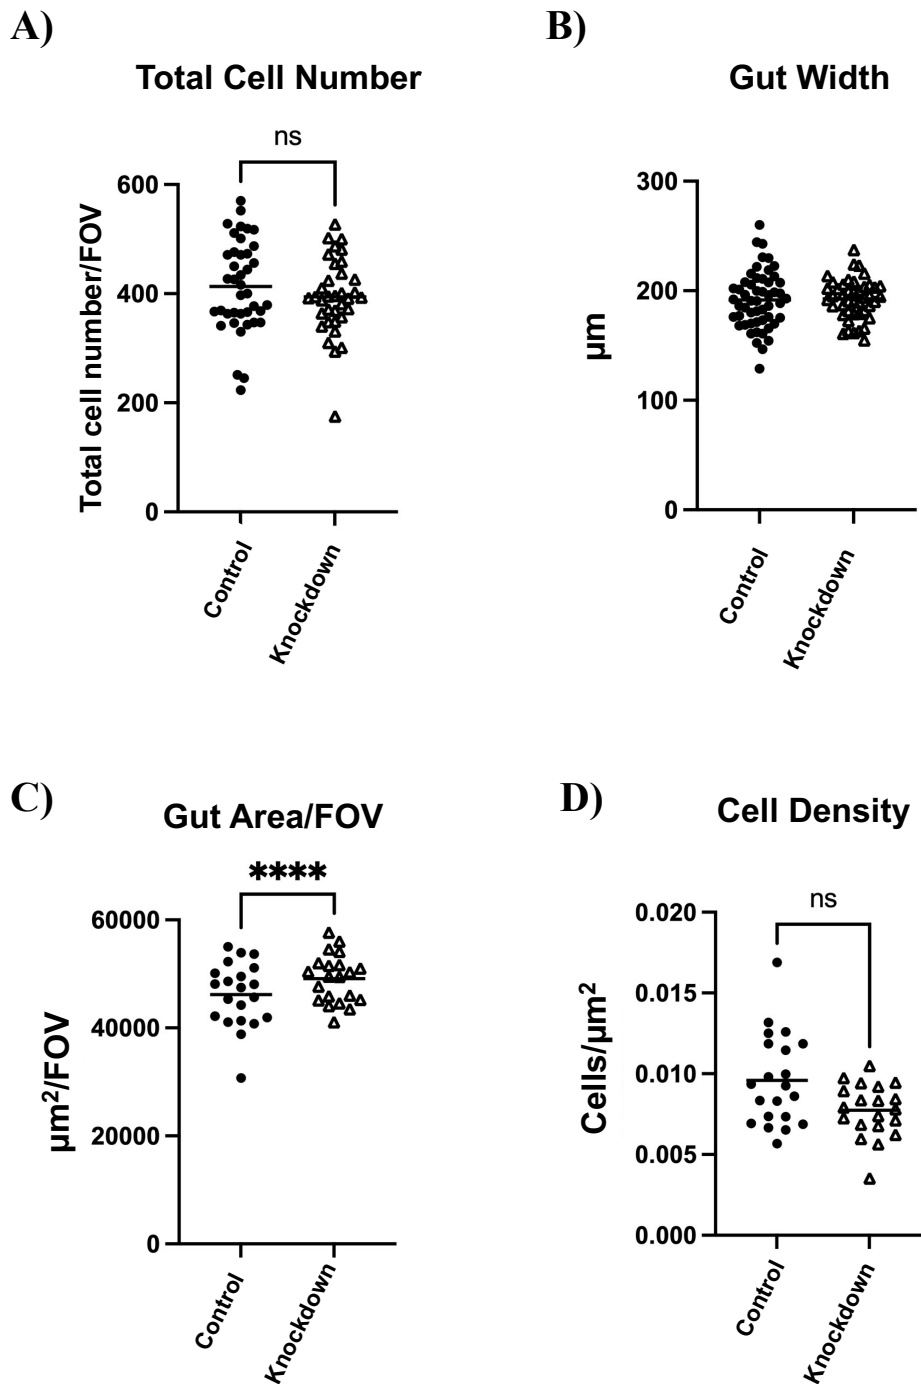 A)
Total Cell Number
ns
Total cell number/FOV
600
400
200
0
Control
Knockdown
B)
Gut Width
µm
300
200
100
0
Control
Knockdown
C)
Gut Area/FOV
****
µm²/FOV
60000
40000
20000
0
Control
Knockdown
D)
Cell Density
ns
Cells/µm²
0.020
0.015
0.010
0.005
0.000
Control
Knockdown